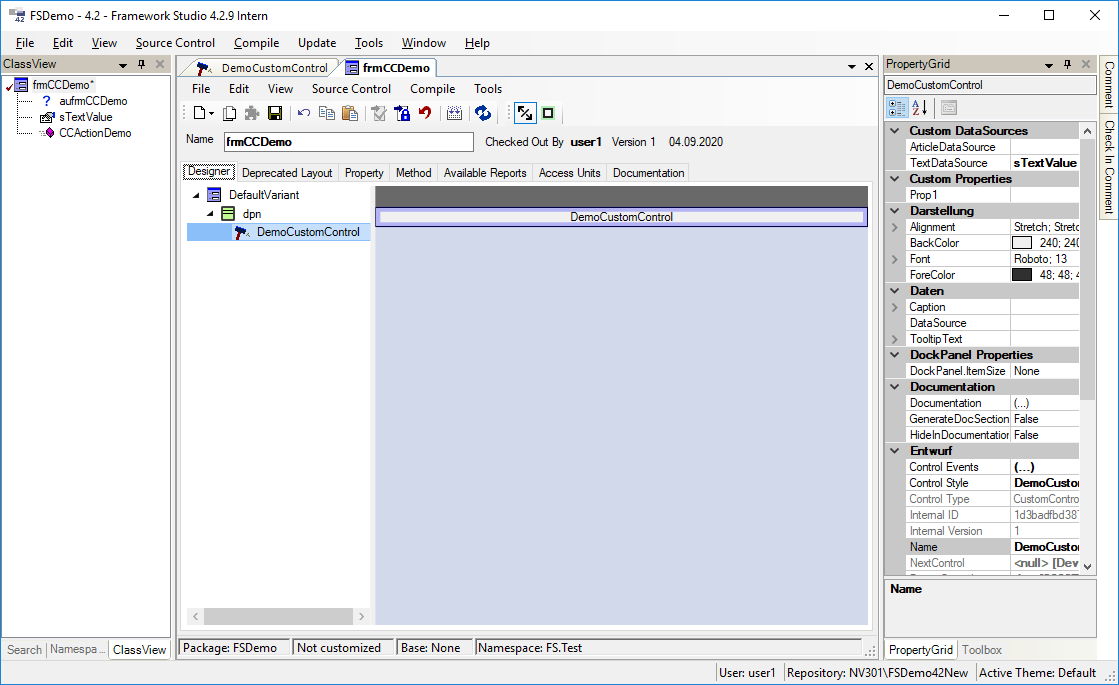 FSDemo - 4.2 - Framework Studio 4.2.9 Intern
File Edit View Source Control Compile Update Tools Window Help
ClassView
frmCCDemo*
aufrmCCDemo
sTextValue
CCActionDemo
Search Namespa... ClassView
DemoCustomControl frmCCDemo
File Edit View Source Control Compile Tools
Name frmCCDemo Checked Out By user1 Version 1 04.09.2020
Designer Deprecated Layout Property Method Available Reports Access Units Documentation
DefaultVariant
dpn
DemoCustomControl
DemoCustomControl
Package: FSDemo Not customized Base: None Namespace: FS.Test
PropertyGrid
DemoCustomControl
Custom DataSources
ArticleDataSource
TextDataSource sTextValue
Custom Properties
Prop1
Darstellung
Alignment Stretch; Stretc
BackColor 240; 240
Font Roboto; 13
ForeColor 48; 48; 4
Daten
Caption
DataSource
TooltipText
DockPanel Properties
DockPanel.ItemSize None
Documentation
Documentation (...)
GenerateDocSection False
HideInDocumentation False
Entwurf
Control Events (...)
Control Style DemoCustor
Control Type CustomContro
Internal ID 1d3badfbd387
Internal Version 1
Name DemoCustor
NextControl <null> [Dev
Name
PropertyGrid Toolbox
Comment
Check In Comment
User: user1 Repository: NV301\FSDemo42New Active Theme: Default